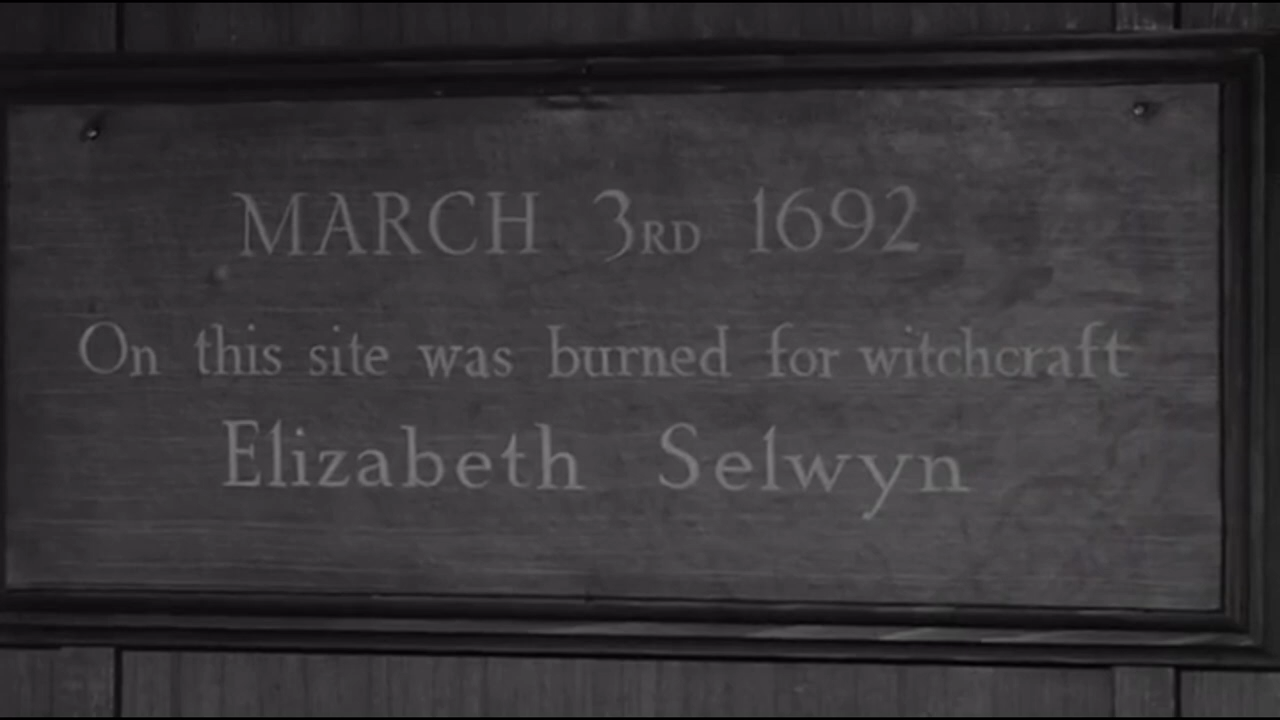 MARCH 3RD 1692
On this site was burned for witchcraft
Elizabeth Selwyn